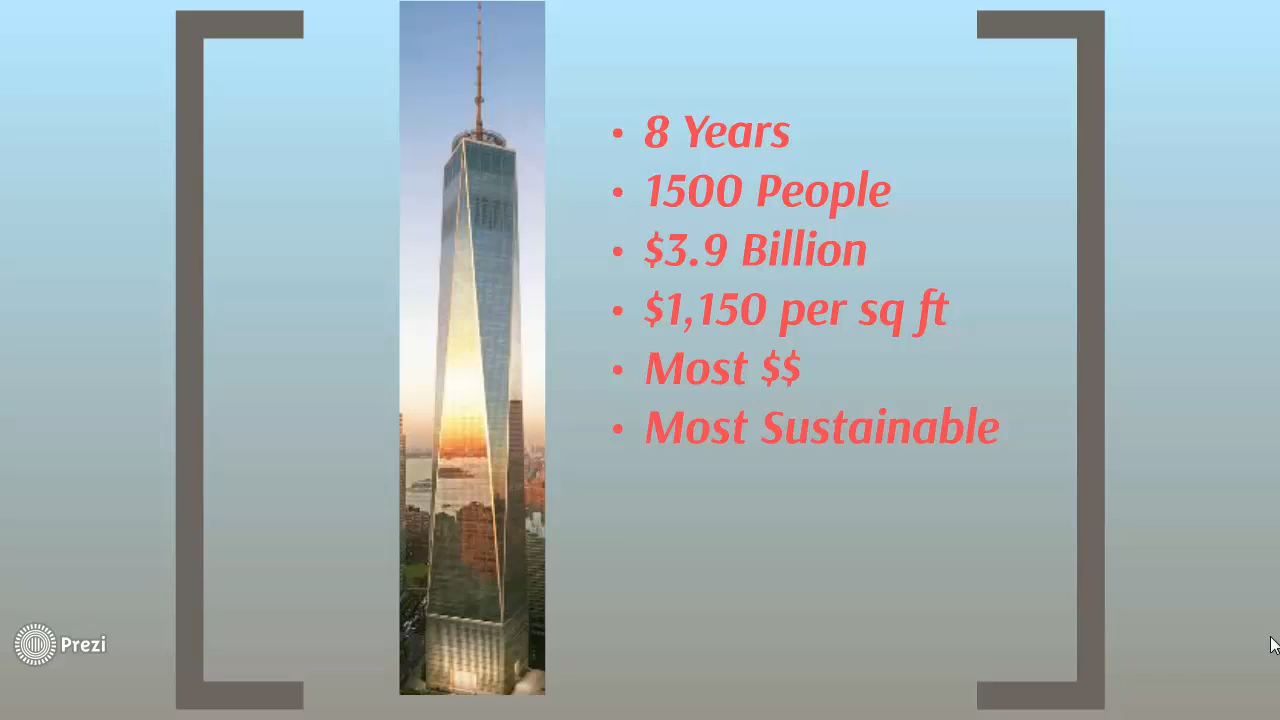 • 8 Years
• 1500 People
• $3.9 Billion
• $1,150 per sq ft
• Most $$
• Most Sustainable
Prezi